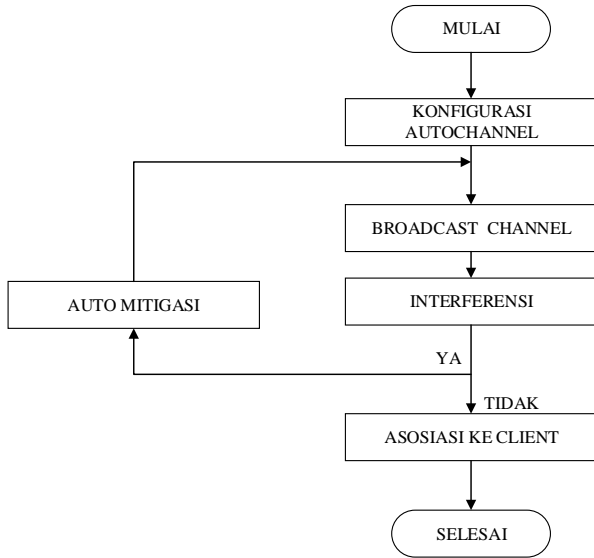 MULAI
KONFIGURASI
AUTOCHANNEL
BROADCAST CHANNEL
AUTO MITIGASI
INTERFERENSI
YA
TIDAK
ASOSIASI KE CLIENT
SELESAI